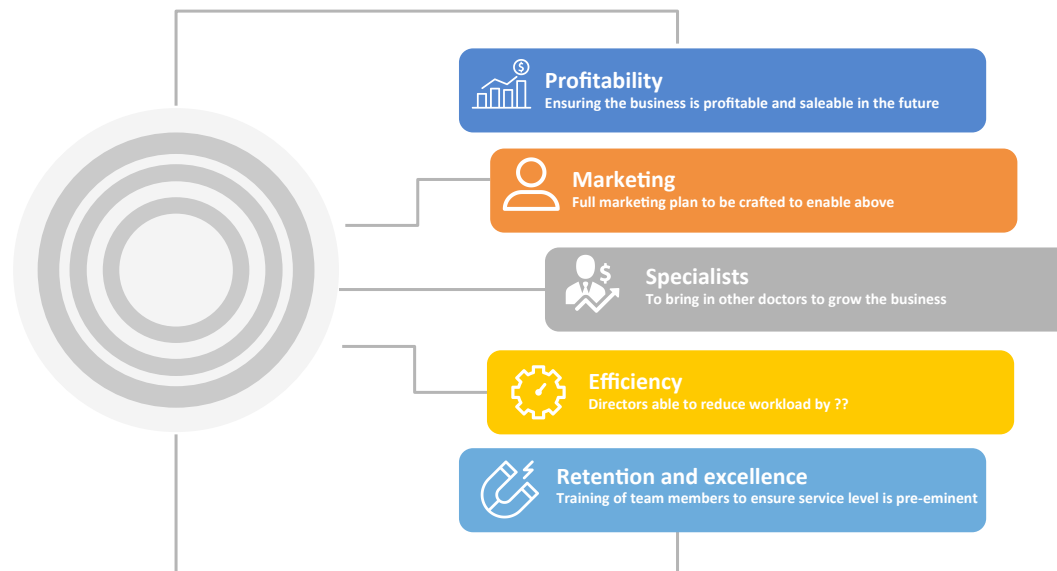 Profitability
Ensuring the business is profitable and saleable in the future
Marketing
Full marketing plan to be crafted to enable above
Specialists
To bring in other doctors to grow the business
Efficiency
Directors able to reduce workload by ??
Retention and excellence
Training of team members to ensure service level is pre-eminent